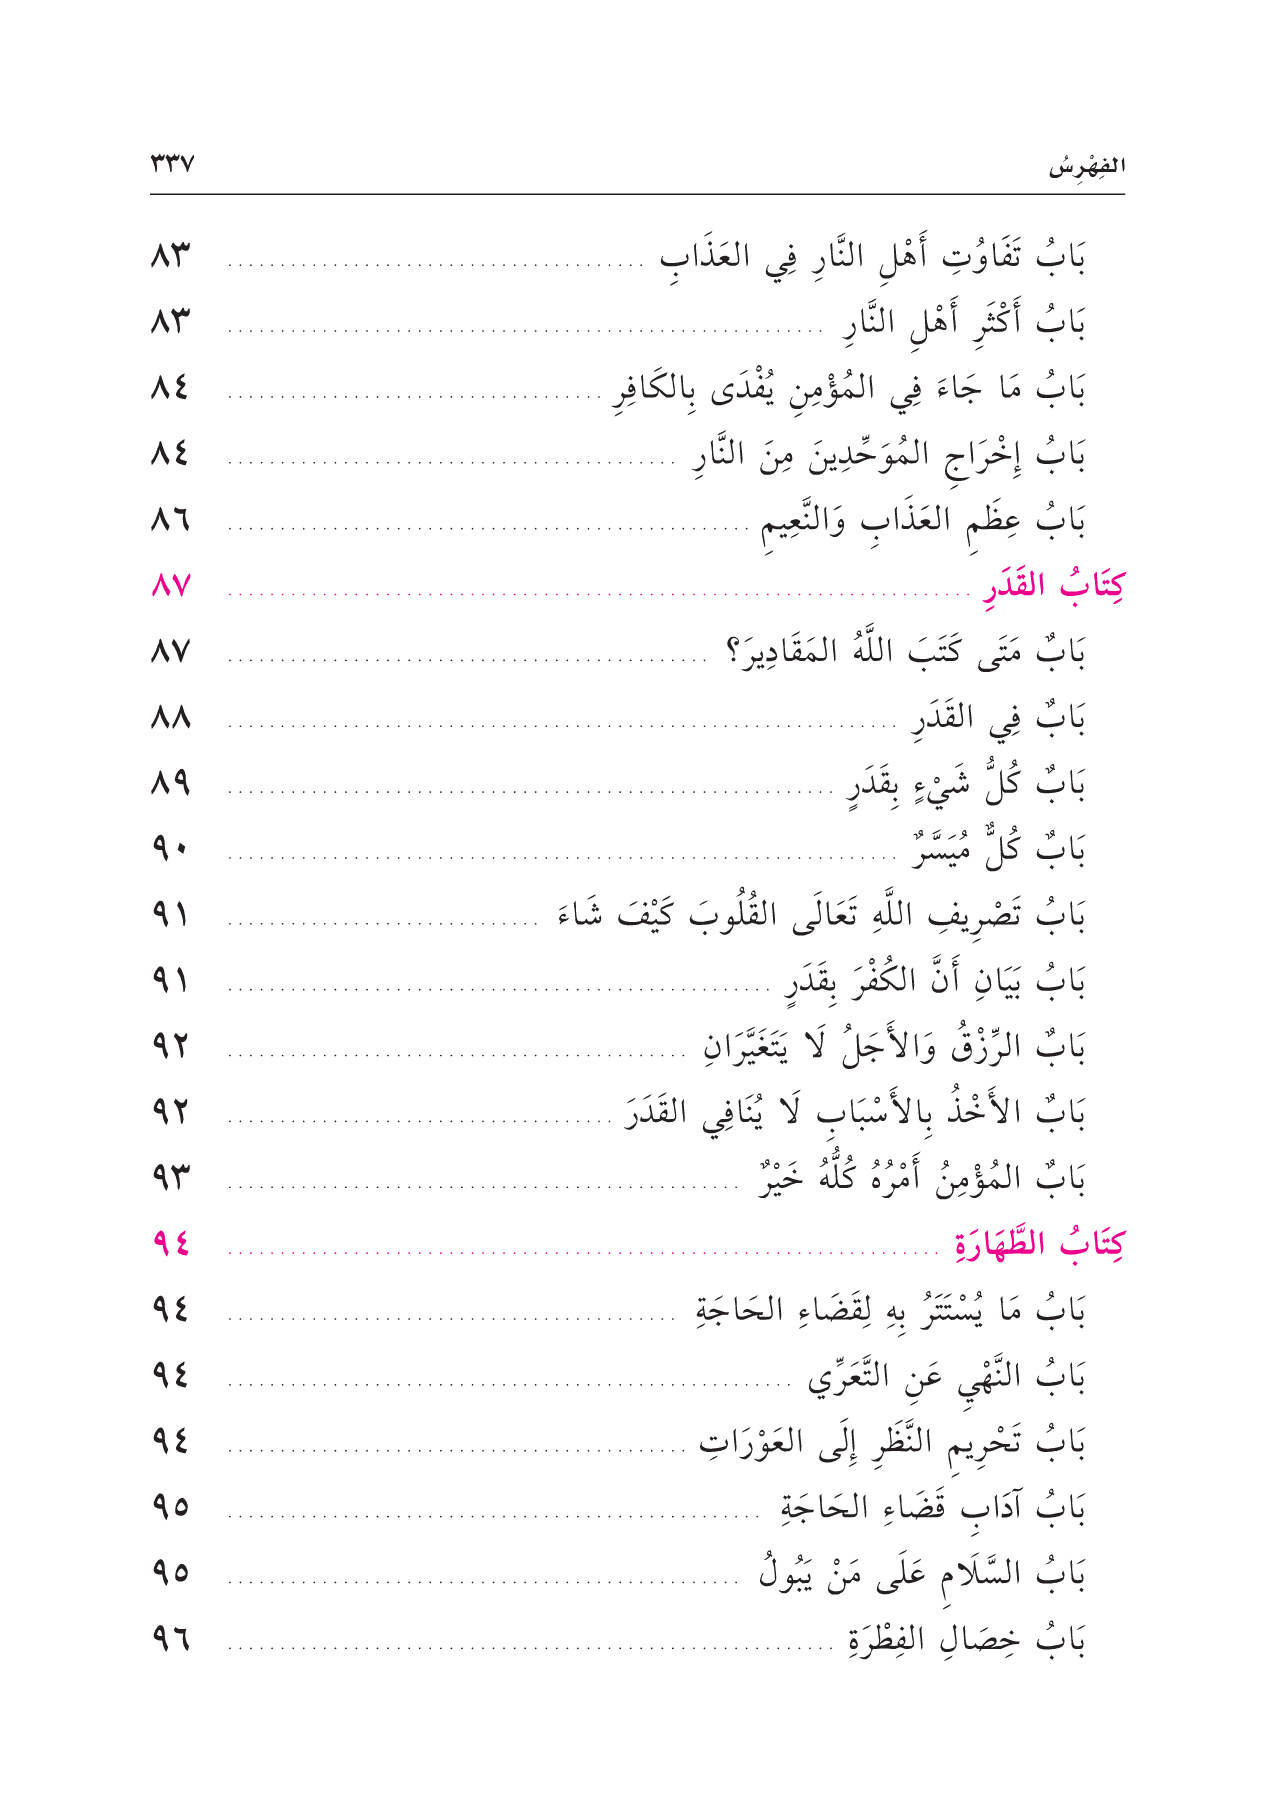 الفِهْرِسُ ٣٣٧
بَابُ تَفَاوُتِ أَهْلِ النَّارِ فِي العَذَابِ ........................................ ٨٣
بَابُ أَكْثَرِ أَهْلِ النَّارِ ......................................................... ٨٣
بَابُ مَا جَاءَ فِي المُؤْمِنِ يُفْدَى بِالكَافِرِ .................................... ٨٤
بَابُ إِخْرَاجِ المُوَحِّدِينَ مِنَ النَّارِ ........................................... ٨٤
بَابُ عِظَمِ العَذَابِ وَالنَّعِيمِ .................................................. ٨٦
كِتَابُ القَدَرِ ....................................................................... ٨٧
بَابٌ مَتَى كَتَبَ اللَّهُ المَقَادِيرَ؟ .............................................. ٨٧
بَابٌ فِي القَدَرِ ................................................................ ٨٨
بَابٌ كُلُّ شَيْءٍ بِقَدَرٍ .......................................................... ٨٩
بَابٌ كُلٌّ مُيَسَّرٌ ................................................................ ٩٠
بَابُ تَصْرِيفِ اللَّهِ تَعَالَى القُلُوبَ كَيْفَ شَاءَ .............................. ٩١
بَابُ بَيَانِ أَنَّ الكُفْرَ بِقَدَرٍ .................................................... ٩١
بَابٌ الرِّزْقُ وَالأَجَلُ لَا يَتَغَيَّرَانِ ............................................ ٩٢
بَابٌ الأَخْذُ بِالأَسْبَابِ لَا يُنَافِي القَدَرَ ..................................... ٩٢
بَابٌ المُؤْمِنُ أَمْرُهُ كُلُّهُ خَيْرٌ ................................................. ٩٣
كِتَابُ الطَّهَارَةِ .................................................................... ٩٤
بَابُ مَا يُسْتَتَرُ بِهِ لِقَضَاءِ الحَاجَةِ ........................................... ٩٤
بَابُ النَّهْيِ عَنِ التَّعَرِّي ...................................................... ٩٤
بَابُ تَحْرِيمِ النَّظَرِ إِلَى العَوْرَاتِ ............................................ ٩٤
بَابُ آدَابِ قَضَاءِ الحَاجَةِ ................................................... ٩٥
بَابُ السَّلَامِ عَلَى مَنْ يَبُولُ ................................................. ٩٥
بَابُ خِصَالِ الفِطْرَةِ .......................................................... ٩٦